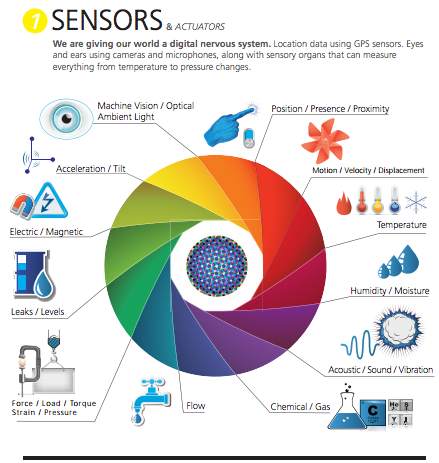 1 SENSORS & ACTUATORS
We are giving our world a digital nervous system. Location data using GPS sensors. Eyes
and ears using cameras and microphones, along with sensory organs that can measure
everything from temperature to pressure changes.
Machine Vision / Optical
Ambient Light
Position / Presence / Proximity
Acceleration / Tilt
Motion / Velocity / Displacement
Electric / Magnetic
Temperature
Leaks / Levels
Humidity / Moisture
Acoustic / Sound / Vibration
Force / Load / Torque
Strain / Pressure
Flow
Chemical / Gas
C